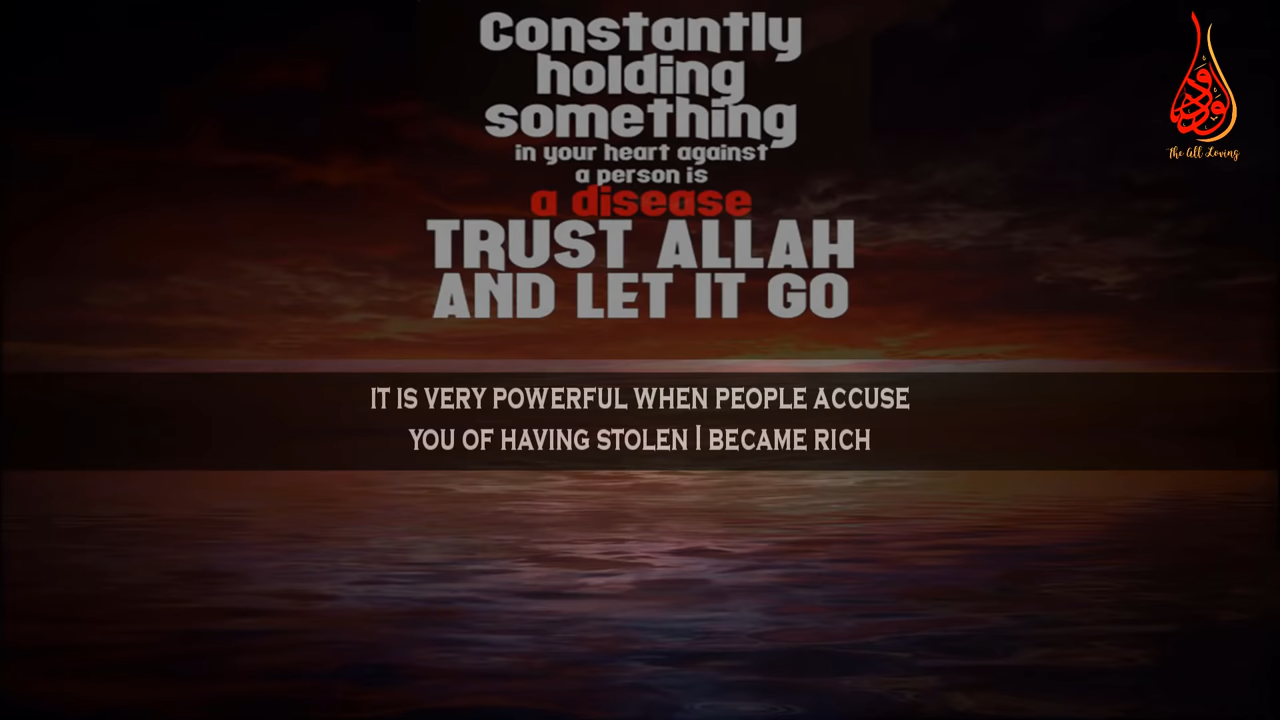 Constantly
holding
something
in your heart against
a person is
a disease
TRUST ALLAH
AND LET IT GO
IT IS VERY POWERFUL WHEN PEOPLE ACCUSE
YOU OF HAVING STOLEN I BECAME RICH
The All Loving